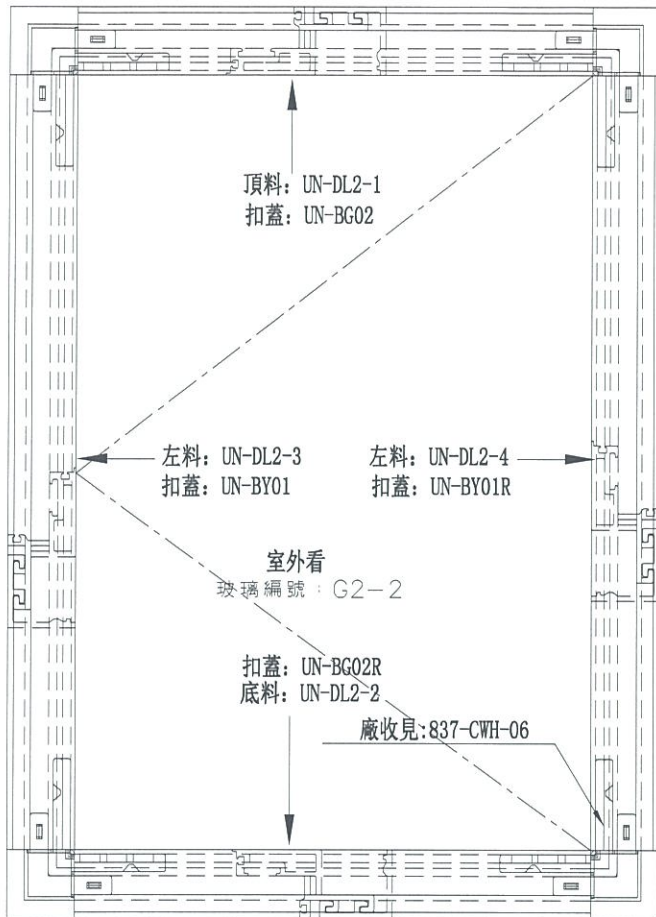 頂料: UN-DL2-1
扣蓋: UN-BG02
左料: UN-DL2-3
扣蓋: UN-BY01
左料: UN-DL2-4
扣蓋: UN-BY01R
室外看
玻璃編號: G2-2
扣蓋: UN-BG02R
底料: UN-DL2-2
廠收見:837-CWH-06